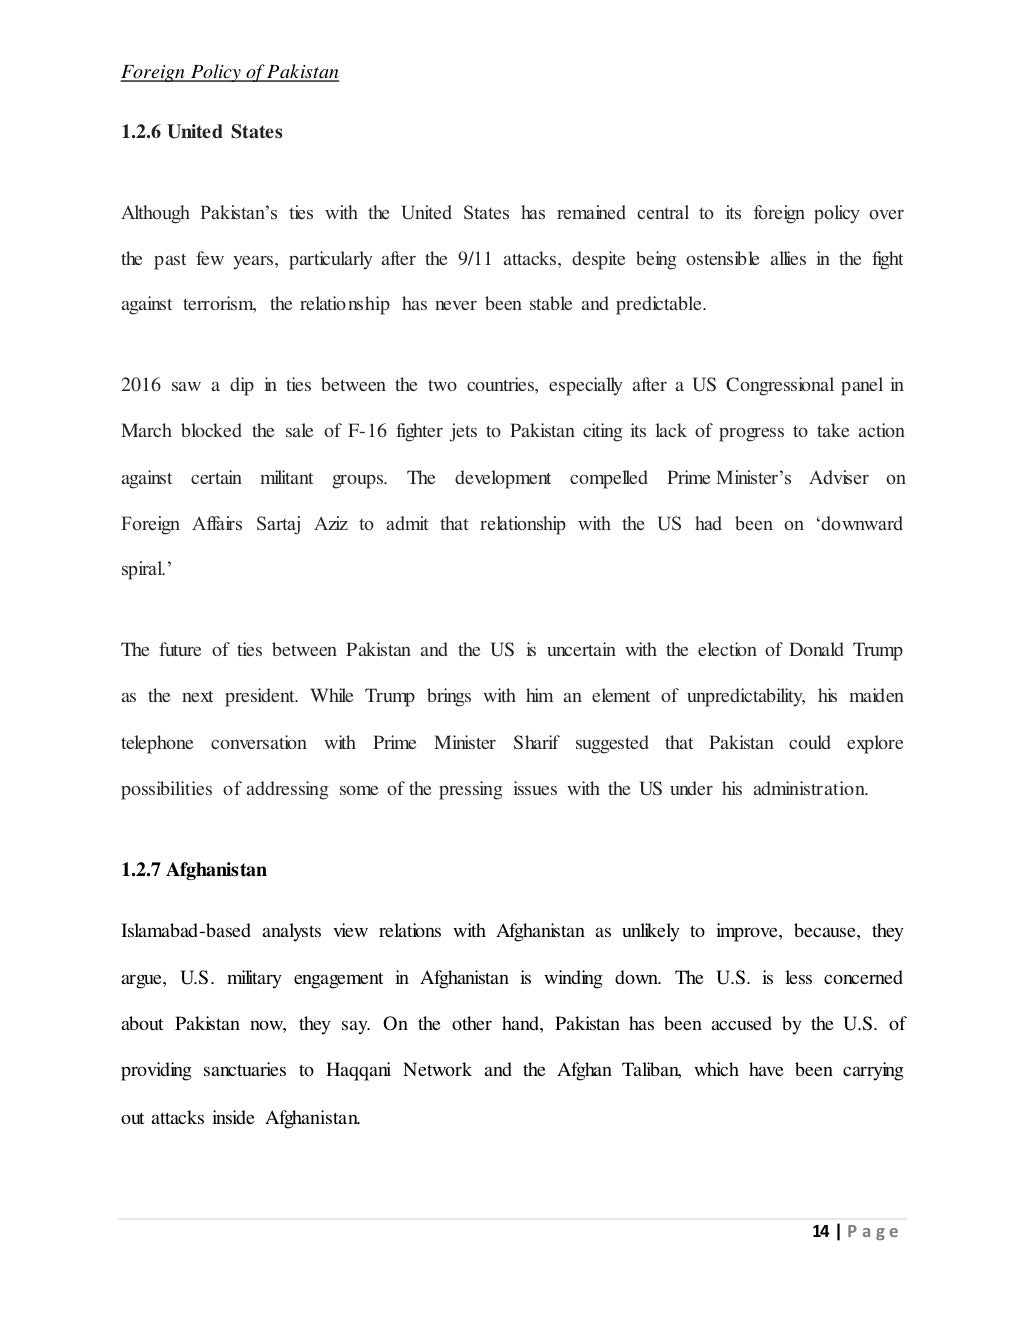 Foreign Policy of Pakistan
1.2.6 United States
Although Pakistan’s ties with the United States has remained central to its foreign policy over
the past few years, particularly after the 9/11 attacks, despite being ostensible allies in the fight
against terrorism, the relationship has never been stable and predictable.
2016 saw a dip in ties between the two countries, especially after a US Congressional panel in
March blocked the sale of F-16 fighter jets to Pakistan citing its lack of progress to take action
against certain militant groups. The development compelled Prime Minister’s Adviser on
Foreign Affairs Sartaj Aziz to admit that relationship with the US had been on ‘downward
spiral.’
The future of ties between Pakistan and the US is uncertain with the election of Donald Trump
as the next president. While Trump brings with him an element of unpredictability, his maiden
telephone conversation with Prime Minister Sharif suggested that Pakistan could explore
possibilities of addressing some of the pressing issues with the US under his administration.
1.2.7 Afghanistan
Islamabad-based analysts view relations with Afghanistan as unlikely to improve, because, they
argue, U.S. military engagement in Afghanistan is winding down. The U.S. is less concerned
about Pakistan now, they say. On the other hand, Pakistan has been accused by the U.S. of
providing sanctuaries to Haqqani Network and the Afghan Taliban, which have been carrying
out attacks inside Afghanistan.
14 | Page